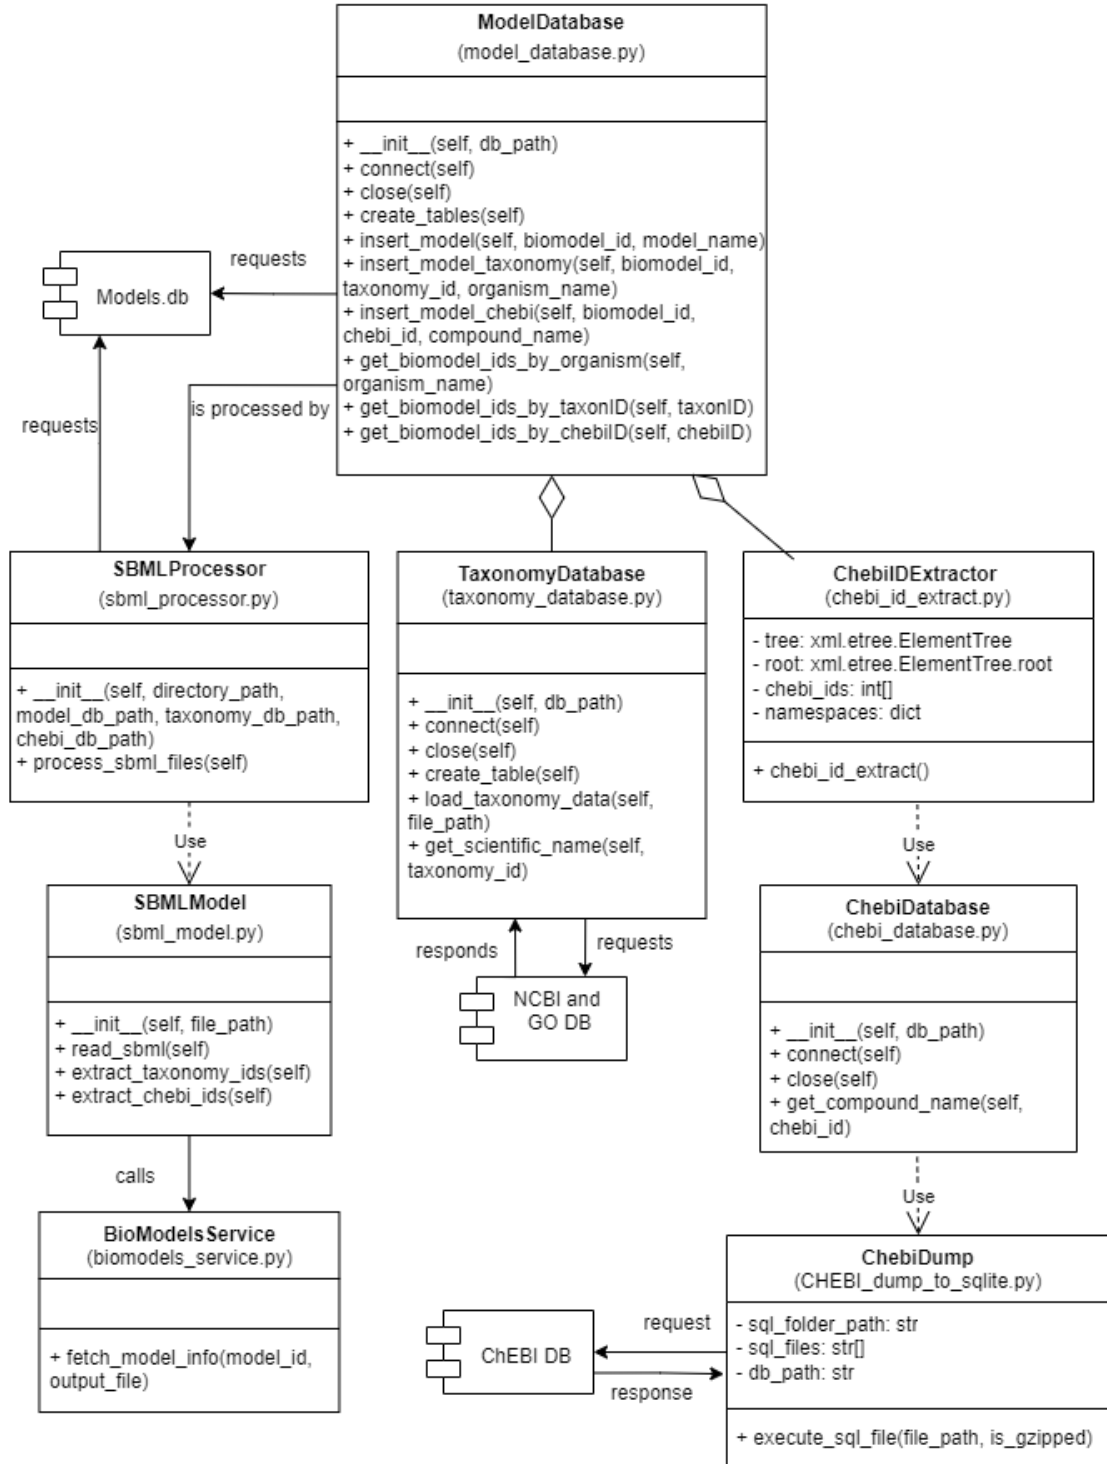 ModelDatabase
(model_database.py)
+ __init__(self, db_path)
+ connect(self)
+ close(self)
+ create_tables(self)
+ insert_model(self, biomodel_id, model_name)
+ insert_model_taxonomy(self, biomodel_id,
taxonomy_id, organism_name)
+ insert_model_chebi(self, biomodel_id,
chebi_id, compound_name)
+ get_biomodel_ids_by_organism(self,
organism_name)
+ get_biomodel_ids_by_taxonID(self, taxonID)
+ get_biomodel_ids_by_chebiID(self, chebiID)
requests
Models.db
is processed by
requests
SBMLProcessor
(sbml_processor.py)
+ __init__(self, directory_path,
model_db_path, taxonomy_db_path,
chebi_db_path)
+ process_sbml_files(self)
TaxonomyDatabase
(taxonomy_database.py)
+ __init__(self, db_path)
+ connect(self)
+ close(self)
+ create_table(self)
+ load_taxonomy_data(self,
file_path)
+ get_scientific_name(self,
taxonomy_id)
ChebiIDExtractor
(chebi_id_extract.py)
- tree: xml.etree.ElementTree
- root: xml.etree.ElementTree.root
- chebi_ids: int[]
- namespaces: dict
+ chebi_id_extract()
Use
Use
SBMLModel
(sbml_model.py)
+ __init__(self, file_path)
+ read_sbml(self)
+ extract_taxonomy_ids(self)
+ extract_chebi_ids(self)
responds
requests
NCBI and
GO DB
ChebiDatabase
(chebi_database.py)
+ __init__(self, db_path)
+ connect(self)
+ close(self)
+ get_compound_name(self,
chebi_id)
calls
Use
BioModelsService
(biomodels_service.py)
+ fetch_model_info(model_id,
output_file)
ChEBI DB
request
response
ChebiDump
(CHEBI_dump_to_sqlite.py)
- sql_folder_path: str
- sql_files: str[]
- db_path: str
+ execute_sql_file(file_path, is_gzipped)